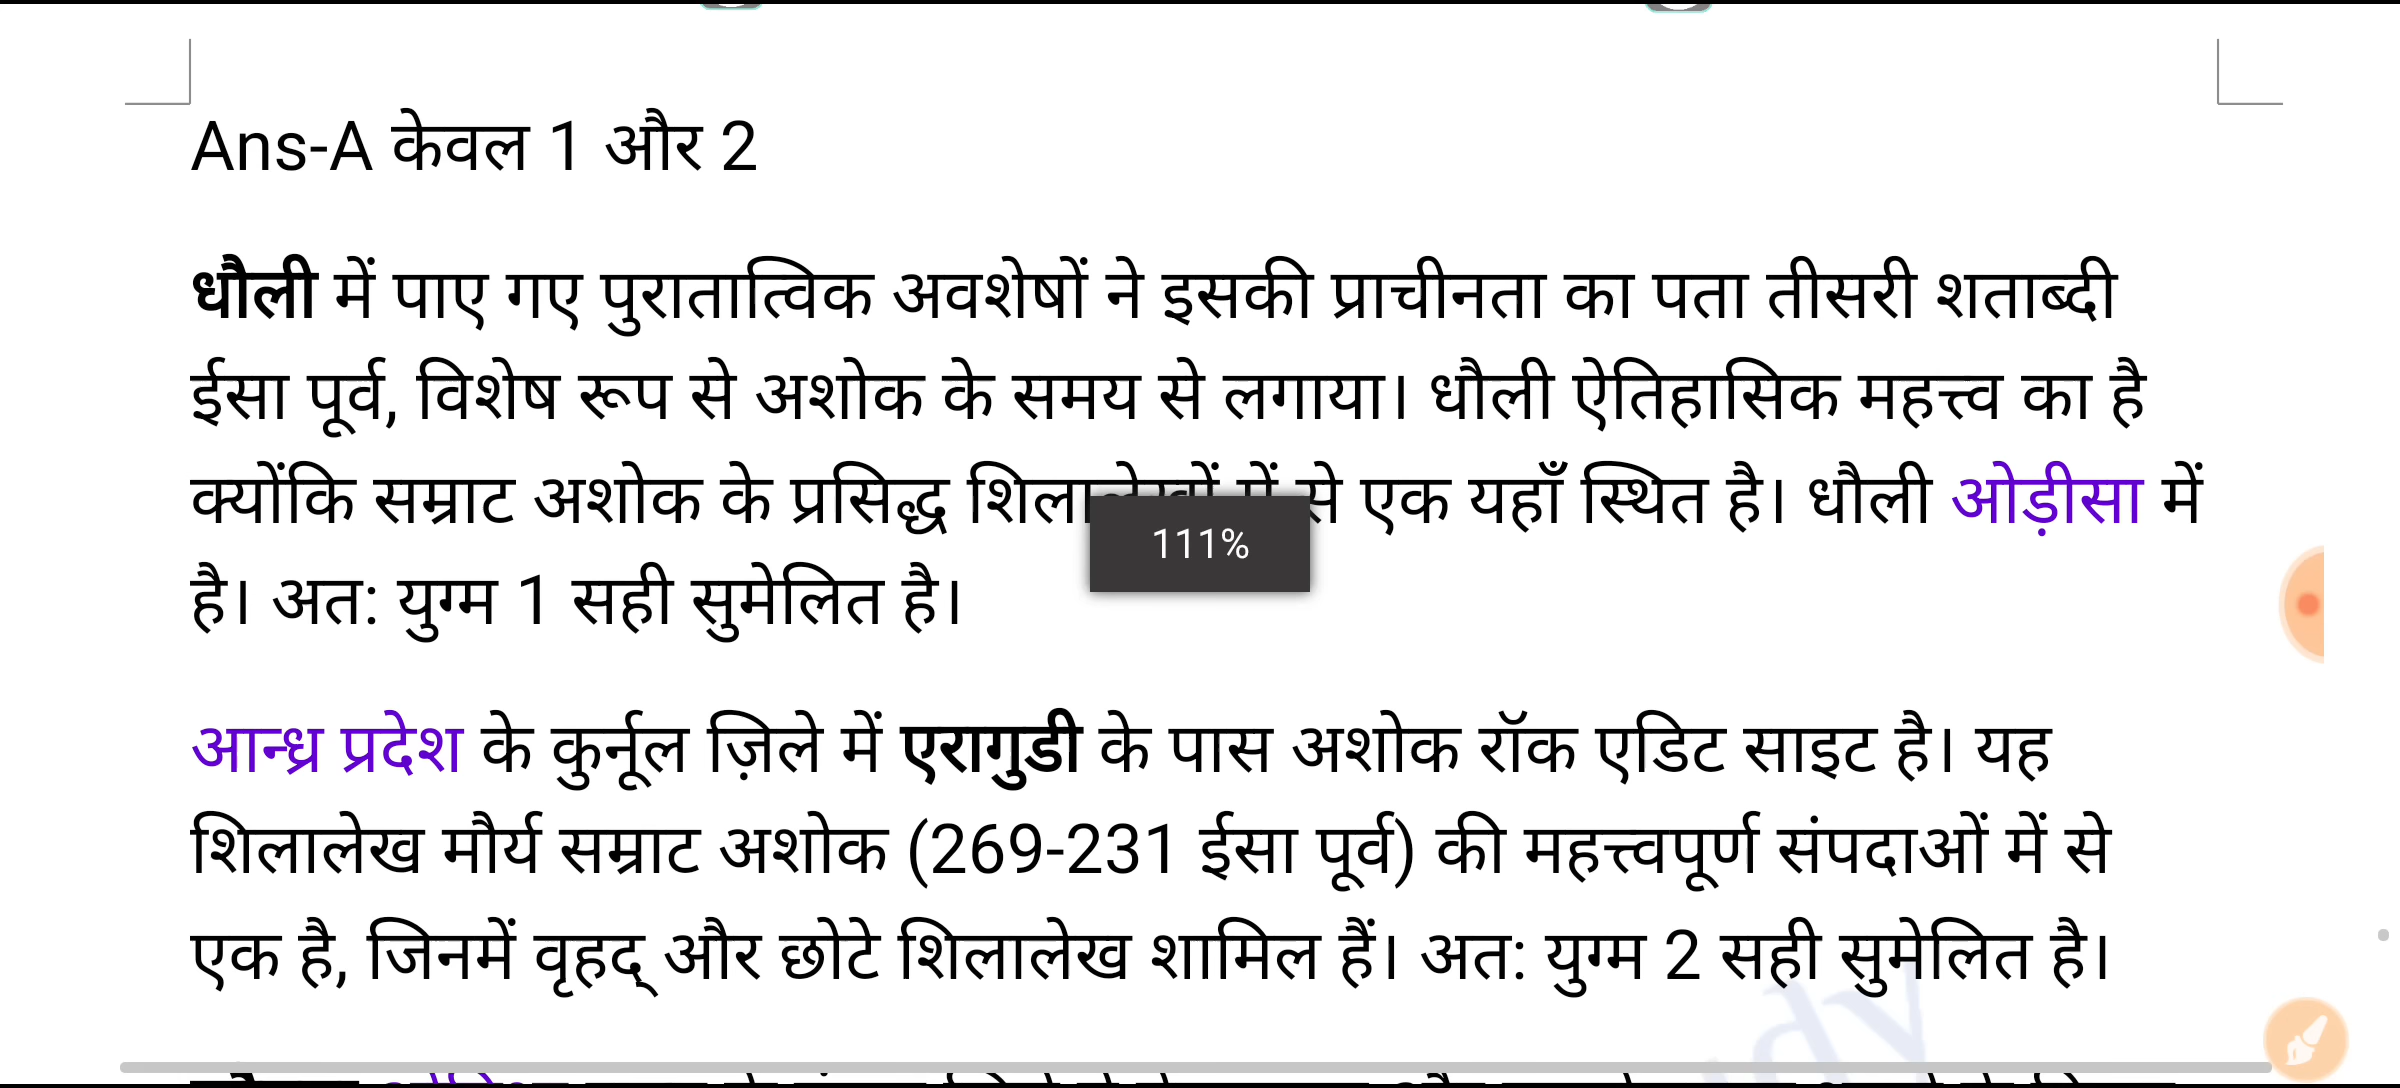 Ans-A केवल 1 और 2
धौली में पाए गए पुरातात्विक अवशेषों ने इसकी प्राचीनता का पता तीसरी शताब्दी
ईसा पूर्व, विशेष रूप से अशोक के समय से लगाया। धौली ऐतिहासिक महत्त्व का है
क्योंकि सम्राट अशोक के प्रसिद्ध शिलालेखों में से एक यहाँ स्थित है। धौली ओड़ीसा में
111%
है। अत: युग्म 1 सही सुमेलित है।
आन्ध्र प्रदेश के कुर्नूल ज़िले में एरागुडी के पास अशोक रॉक एडिट साइट है। यह
शिलालेख मौर्य सम्राट अशोक (269-231 ईसा पूर्व) की महत्त्वपूर्ण संपदाओं में से
एक है, जिनमें वृहद् और छोटे शिलालेख शामिल हैं। अत: युग्म 2 सही सुमेलित है।